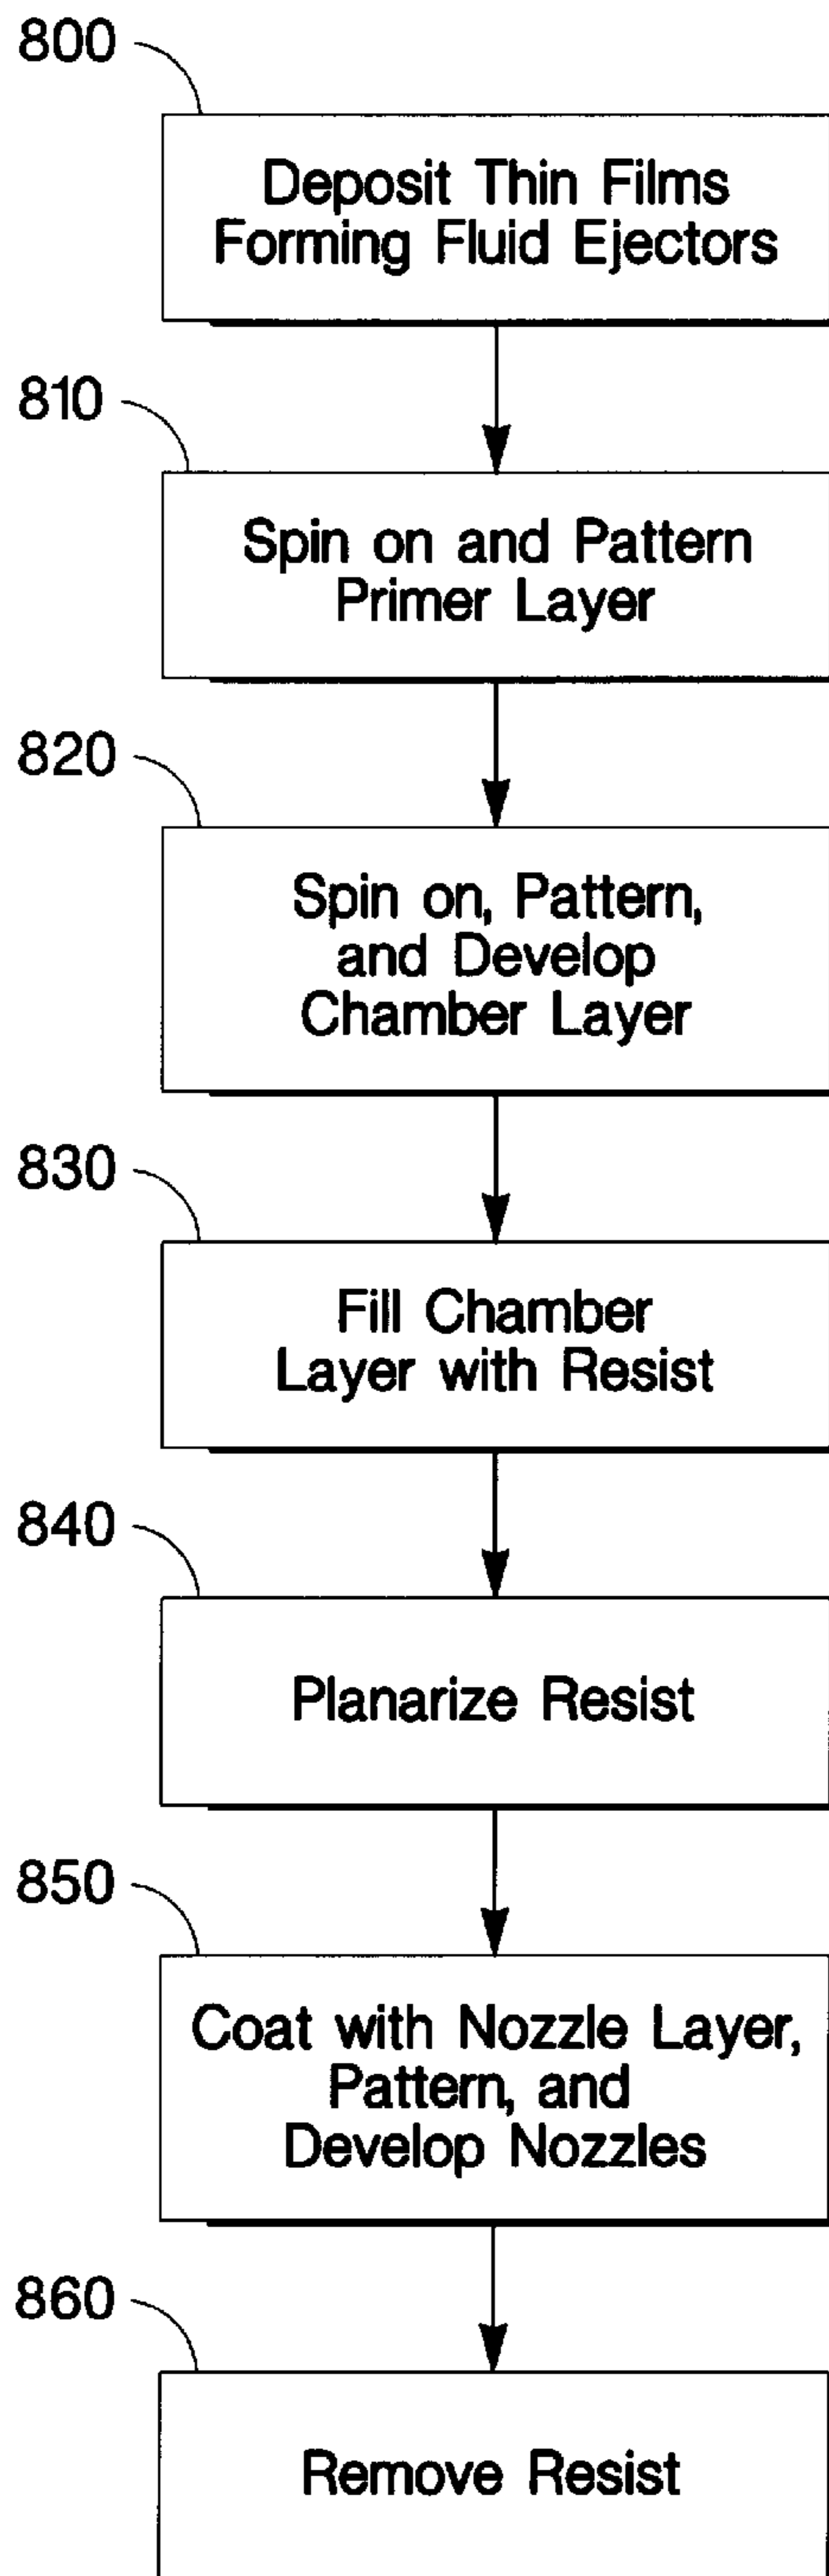 800
Deposit Thin Films
Forming Fluid Ejectors
810
Spin on and Pattern
Primer Layer
820
Spin on, Pattern,
and Develop
Chamber Layer
830
Fill Chamber
Layer with Resist
840
Planarize Resist
850
Coat with Nozzle Layer,
Pattern, and
Develop Nozzles
860
Remove Resist